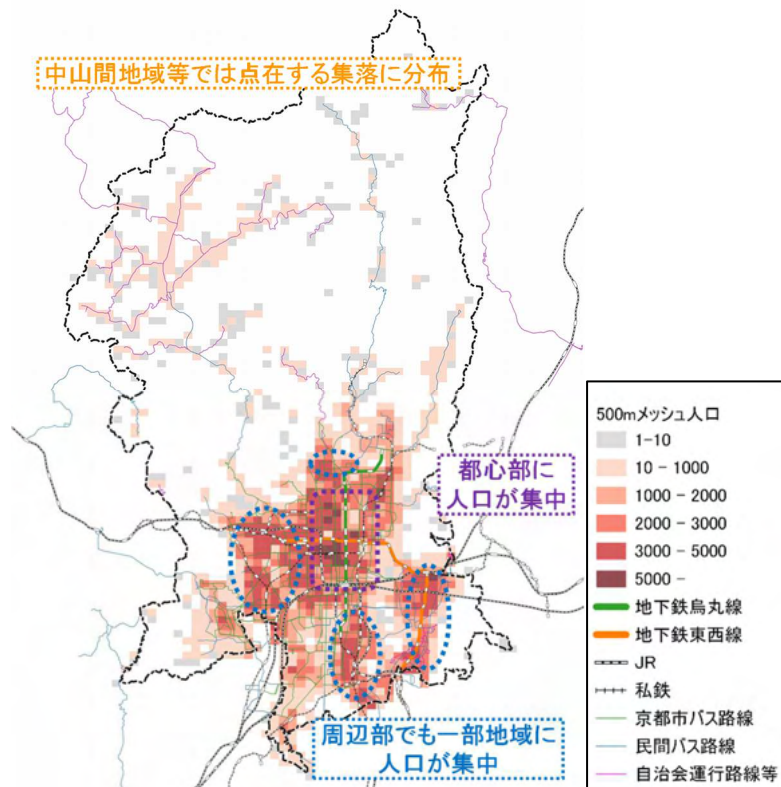 中山間地域等では点在する集落に分布
都心部に
人口が集中
周辺部でも一部地域に
人口が集中
500mメッシュ人口
1-10
10 - 1000
1000 - 2000
2000 - 3000
3000 - 5000
5000 -
地下鉄烏丸線
地下鉄東西線
JR
私鉄
京都市バス路線
民間バス路線
自治会運行路線等